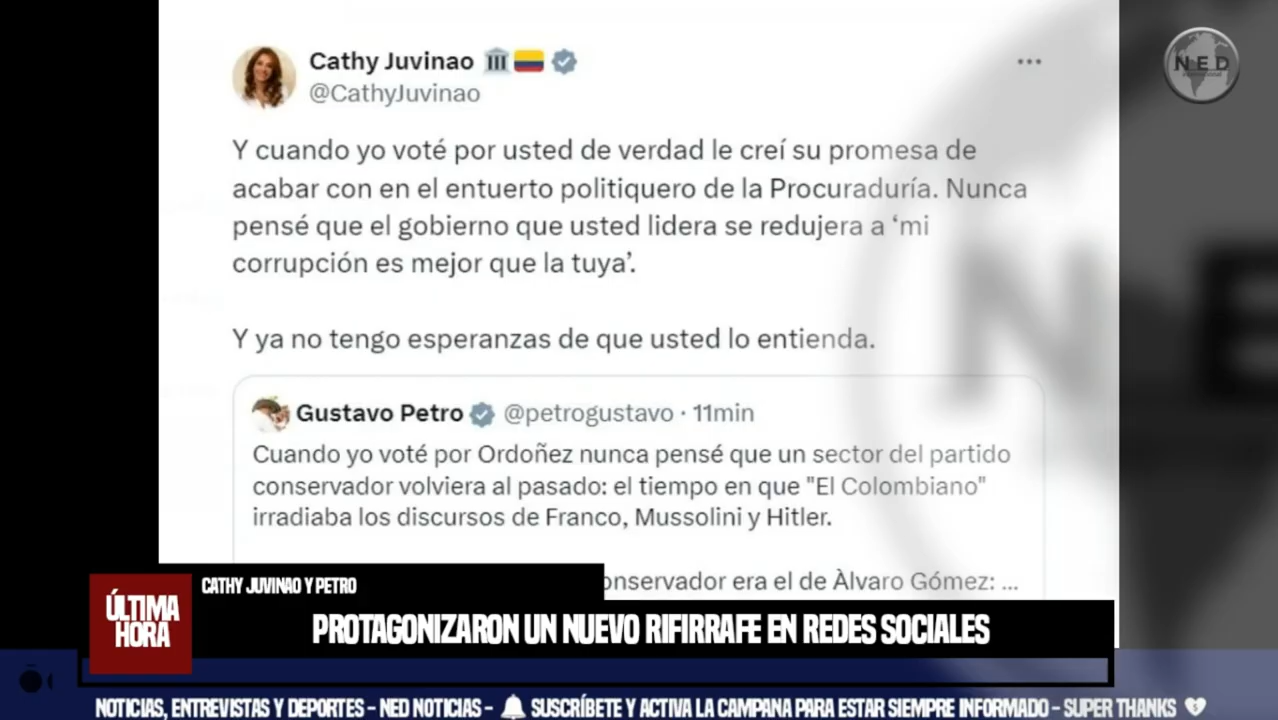 Cathy Juvinao
@CathyJuvinao
NED
Y cuando yo voté por usted de verdad le creí su promesa de
acabar con en el entuerto politiquero de la Procuraduría. Nunca
pensé que el gobierno que usted lidera se redujera a ‘mi
corrupción es mejor que la tuya’.
Y ya no tengo esperanzas de que usted lo entienda.
Gustavo Petro @petrogustavo · 11min
Cuando yo voté por Ordoñez nunca pensé que un sector del partido
conservador volviera al pasado: el tiempo en que "El Colombiano"
irradiaba los discursos de Franco, Mussolini y Hitler.
onservador era el de Àlvaro Gómez: ...
CATHY JUVINAO Y PETRO
ÚLTIMA
HORA
PROTAGONIZARON UN NUEVO RIFIRRAFE EN REDES SOCIALES
NOTICIAS, ENTREVISTAS Y DEPORTES - NED NOTICIAS - SUSCRÍBETE Y ACTIVA LA CAMPANA PARA ESTAR SIEMPRE INFORMADO - SUPER THANKS